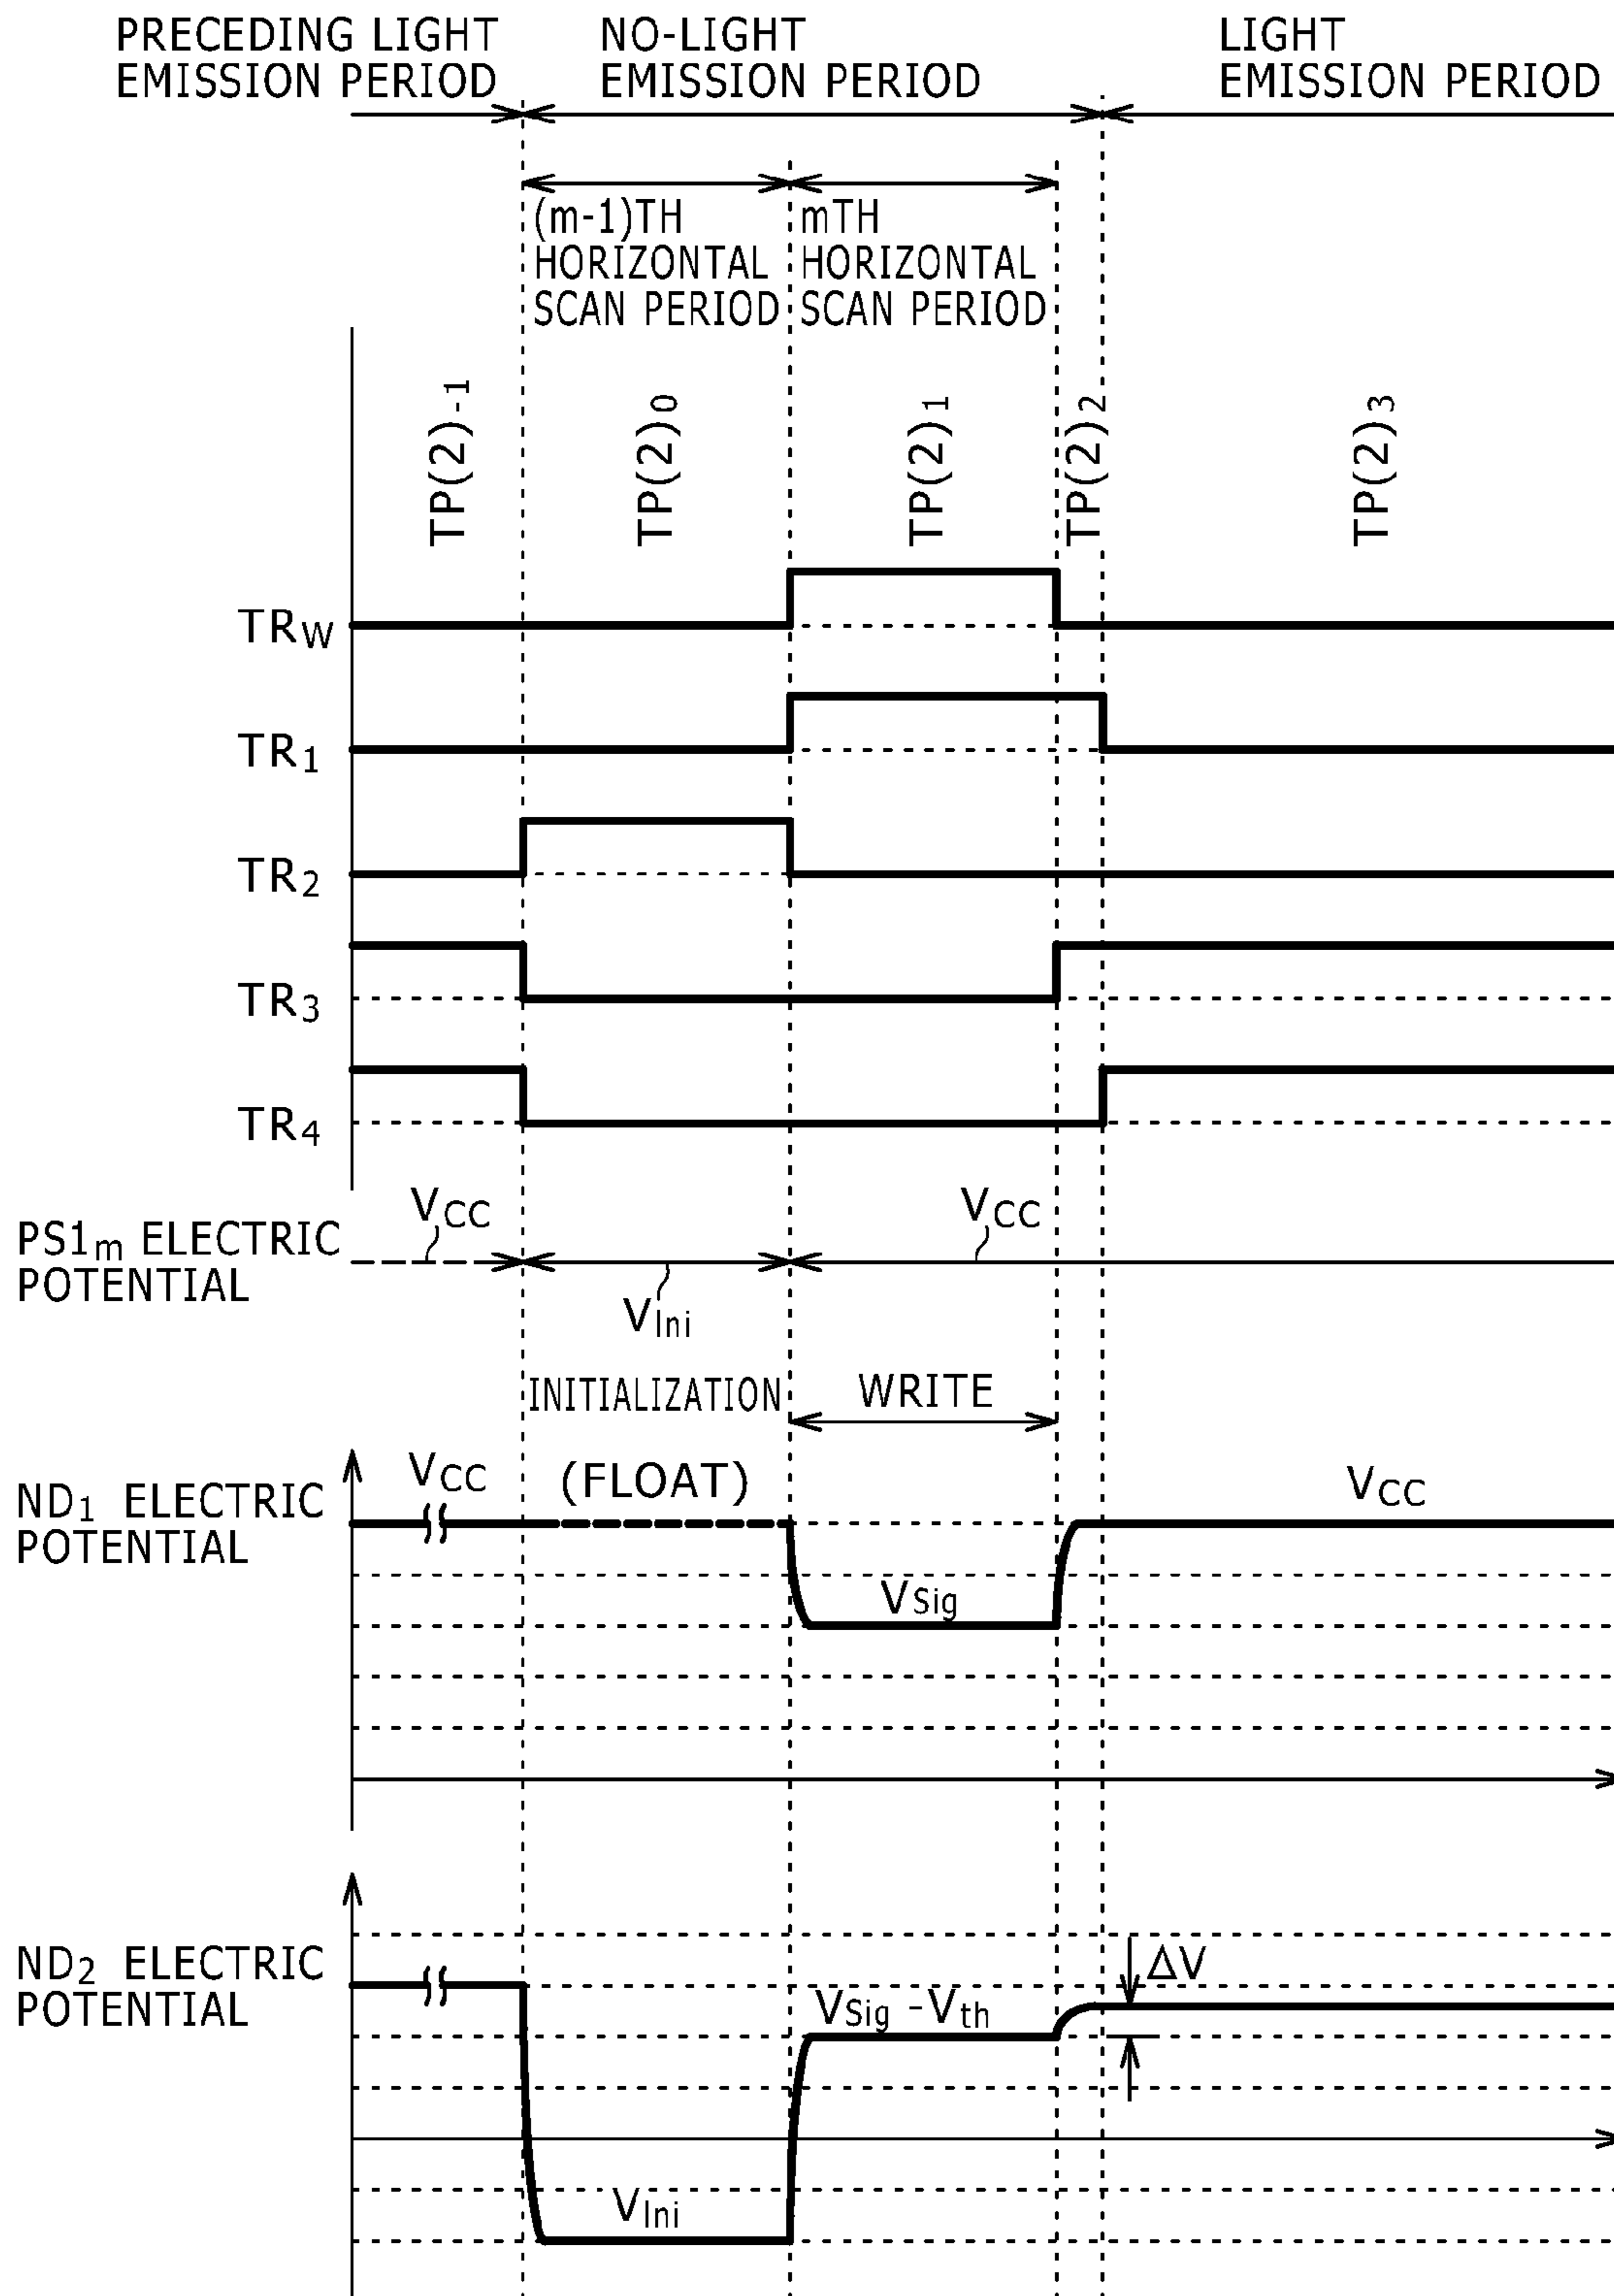 PRECEDING LIGHT
EMISSION PERIOD
NO-LIGHT
EMISSION PERIOD
LIGHT
EMISSION PERIOD
(m-1)TH
HORIZONTAL
SCAN PERIOD
mTH
HORIZONTAL
SCAN PERIOD
TP(2)-1
TP(2)0
TP(2)1
TP(2)2
TP(2)3
TRW
TR1
TR2
TR3
TR4
PS1m ELECTRIC
POTENTIAL
VCC
VIni
VCC
INITIALIZATION
WRITE
ND1 ELECTRIC
POTENTIAL
VCC
(FLOAT)
VSig
VCC
ND2 ELECTRIC
POTENTIAL
VIni
VSig -Vth
ΔV